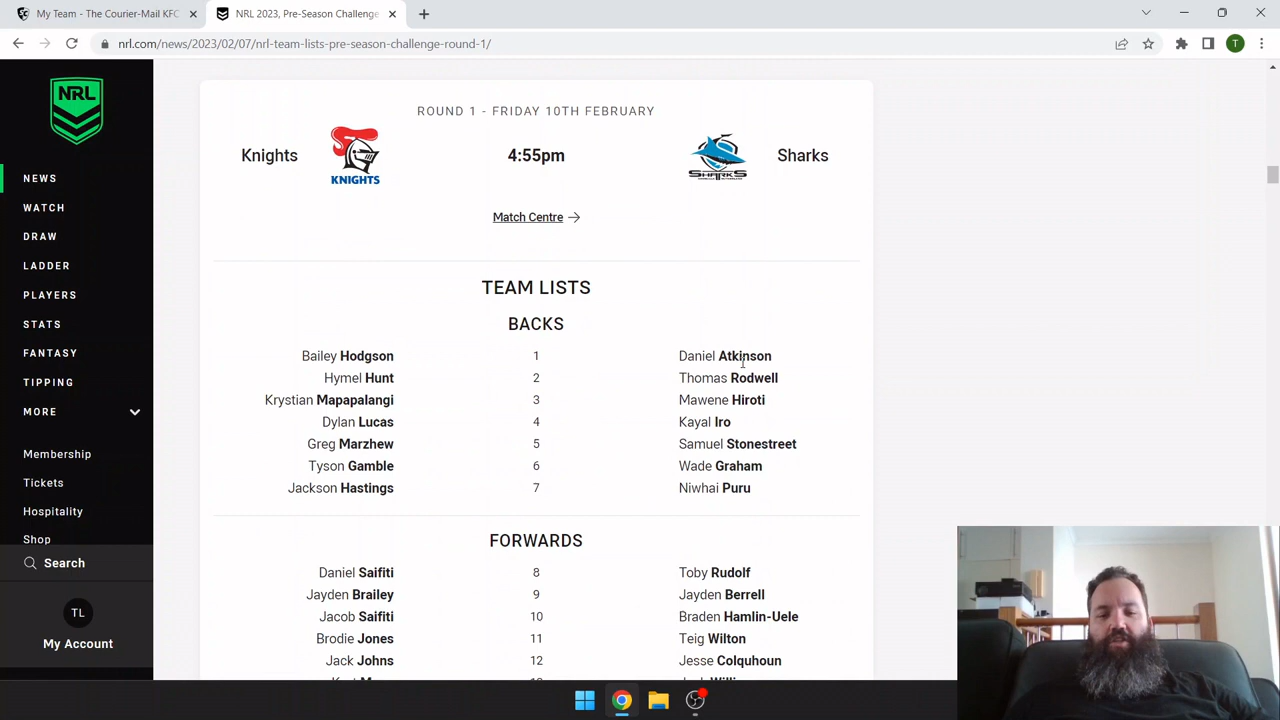 My Team - The Courier-Mail KFC
NRL 2023, Pre-Season Challenge
nrl.com/news/2023/02/07/nrl-team-lists-pre-season-challenge-round-1/
T
NRL
NEWS
WATCH
DRAW
LADDER
PLAYERS
STATS
FANTASY
TIPPING
MORE
Membership
Tickets
Hospitality
Shop
Search
TL
My Account
ROUND 1 - FRIDAY 10TH FEBRUARY
Knights KNIGHTS 4:55pm SHARKS Sharks
Match Centre
TEAM LISTS
BACKS
Bailey Hodgson 1 Daniel Atkinson
Hymel Hunt 2 Thomas Rodwell
Krystian Mapapalangi 3 Mawene Hiroti
Dylan Lucas 4 Kayal Iro
Greg Marzhew 5 Samuel Stonestreet
Tyson Gamble 6 Wade Graham
Jackson Hastings 7 Niwhai Puru
FORWARDS
Daniel Saifiti 8 Toby Rudolf
Jayden Brailey 9 Jayden Berrell
Jacob Saifiti 10 Braden Hamlin-Uele
Brodie Jones 11 Teig Wilton
Jack Johns 12 Jesse Colquhoun